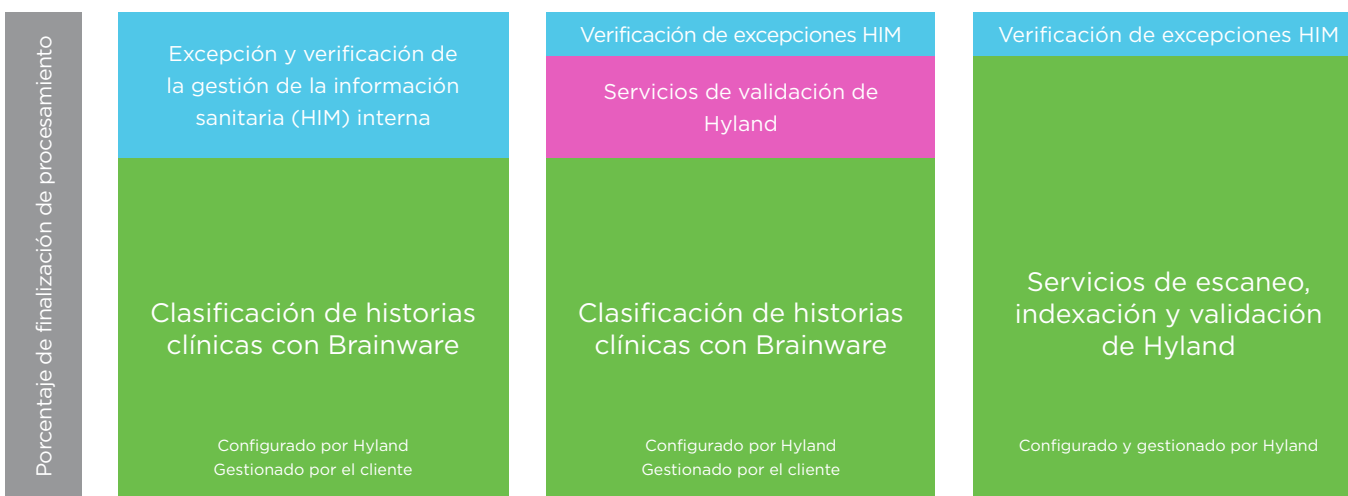 Porcentaje de finalización de procesamiento
Excepción y verificación de
la gestión de la información
sanitaria (HIM) interna
Clasificación de historias
clínicas con Brainware
Configurado por Hyland
Gestionado por el cliente
Verificación de excepciones HIM
Servicios de validación de
Hyland
Clasificación de historias
clínicas con Brainware
Configurado por Hyland
Gestionado por el cliente
Verificación de excepciones HIM
Servicios de escaneo,
indexación y validación
de Hyland
Configurado y gestionado por Hyland